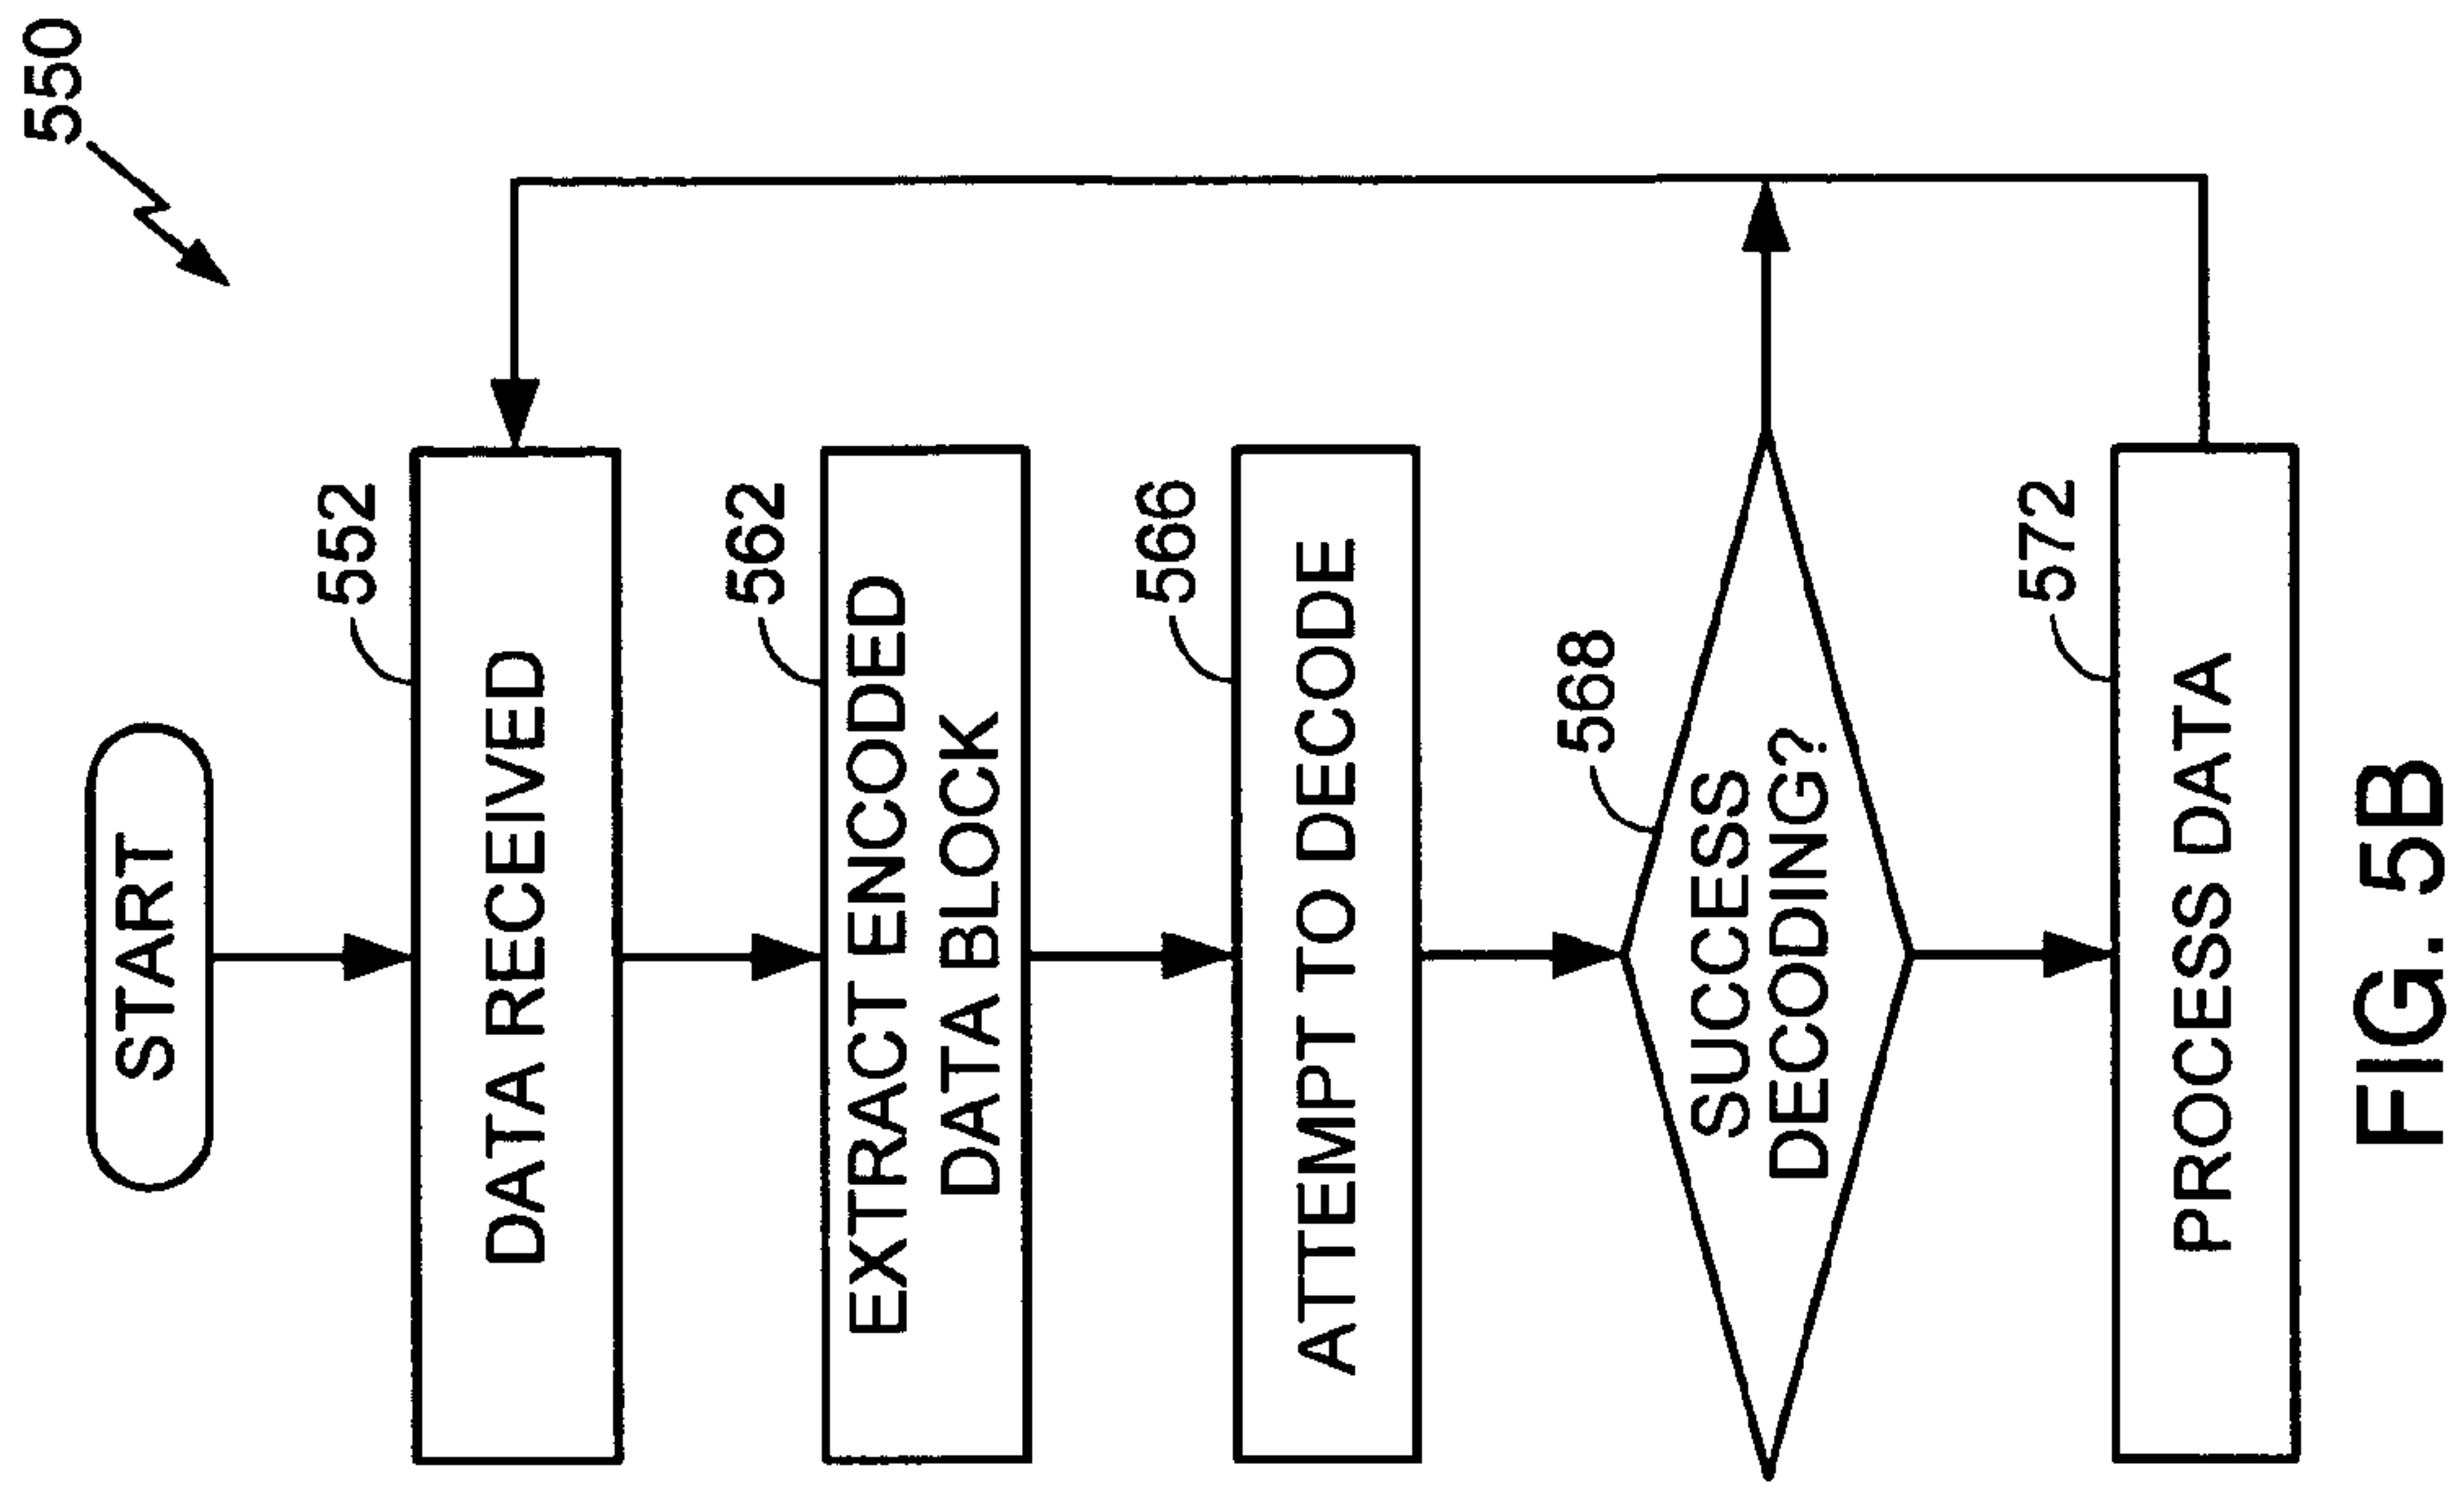 550
START
552
DATA RECEIVED
562
EXTRACT ENCODED
DATA BLOCK
566
ATTEMPT TO DECODE
568
SUCCESS
DECODING?
572
PROCESS DATA
FIG. 5B